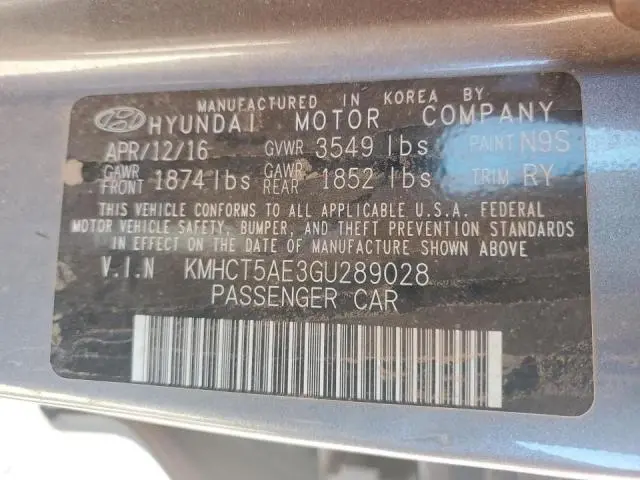 MANUFACTURED IN KOREA BY
HYUNDAI MOTOR COMPANY
APR/12/16 GVWR 3549 lbs PAINT N9S
GAWR FRONT 1874 lbs GAWR REAR 1852 lbs TRIM RY
THIS VEHICLE CONFORMS TO ALL APPLICABLE U.S.A. FEDERAL
MOTOR VEHICLE SAFETY, BUMPER, AND THEFT PREVENTION STANDARDS
IN EFFECT ON THE DATE OF MANUFACTURE SHOWN ABOVE.
V.I.N KMHCT5AE3GU289028
PASSENGER CAR